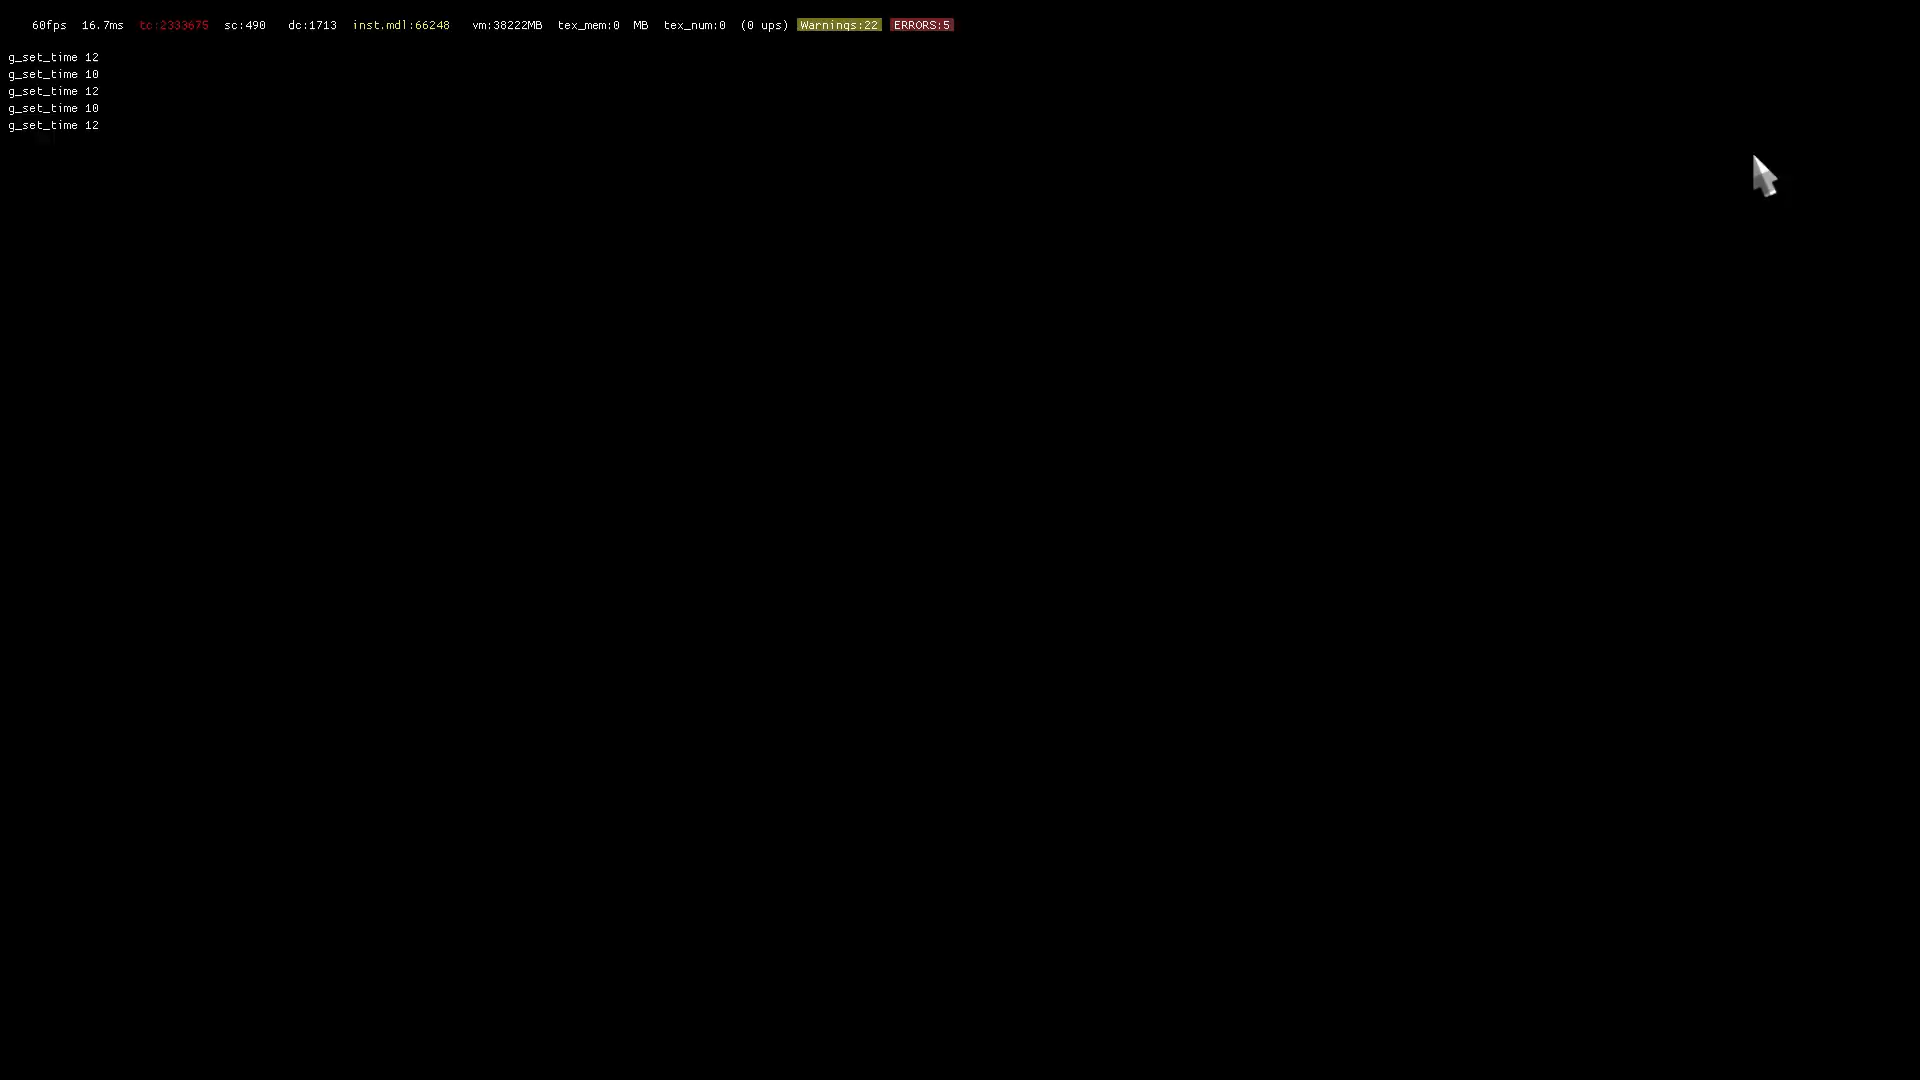 60fps 16.7ms tc:2333675 sc:490 dc:1713 inst.mdl:66248 vm:38222MB tex_mem:0 MB tex_num:0 (0 ups) Warnings:22 ERRORS:5
g_set_time 12
g_set_time 10
g_set_time 12
g_set_time 10
g_set_time 12